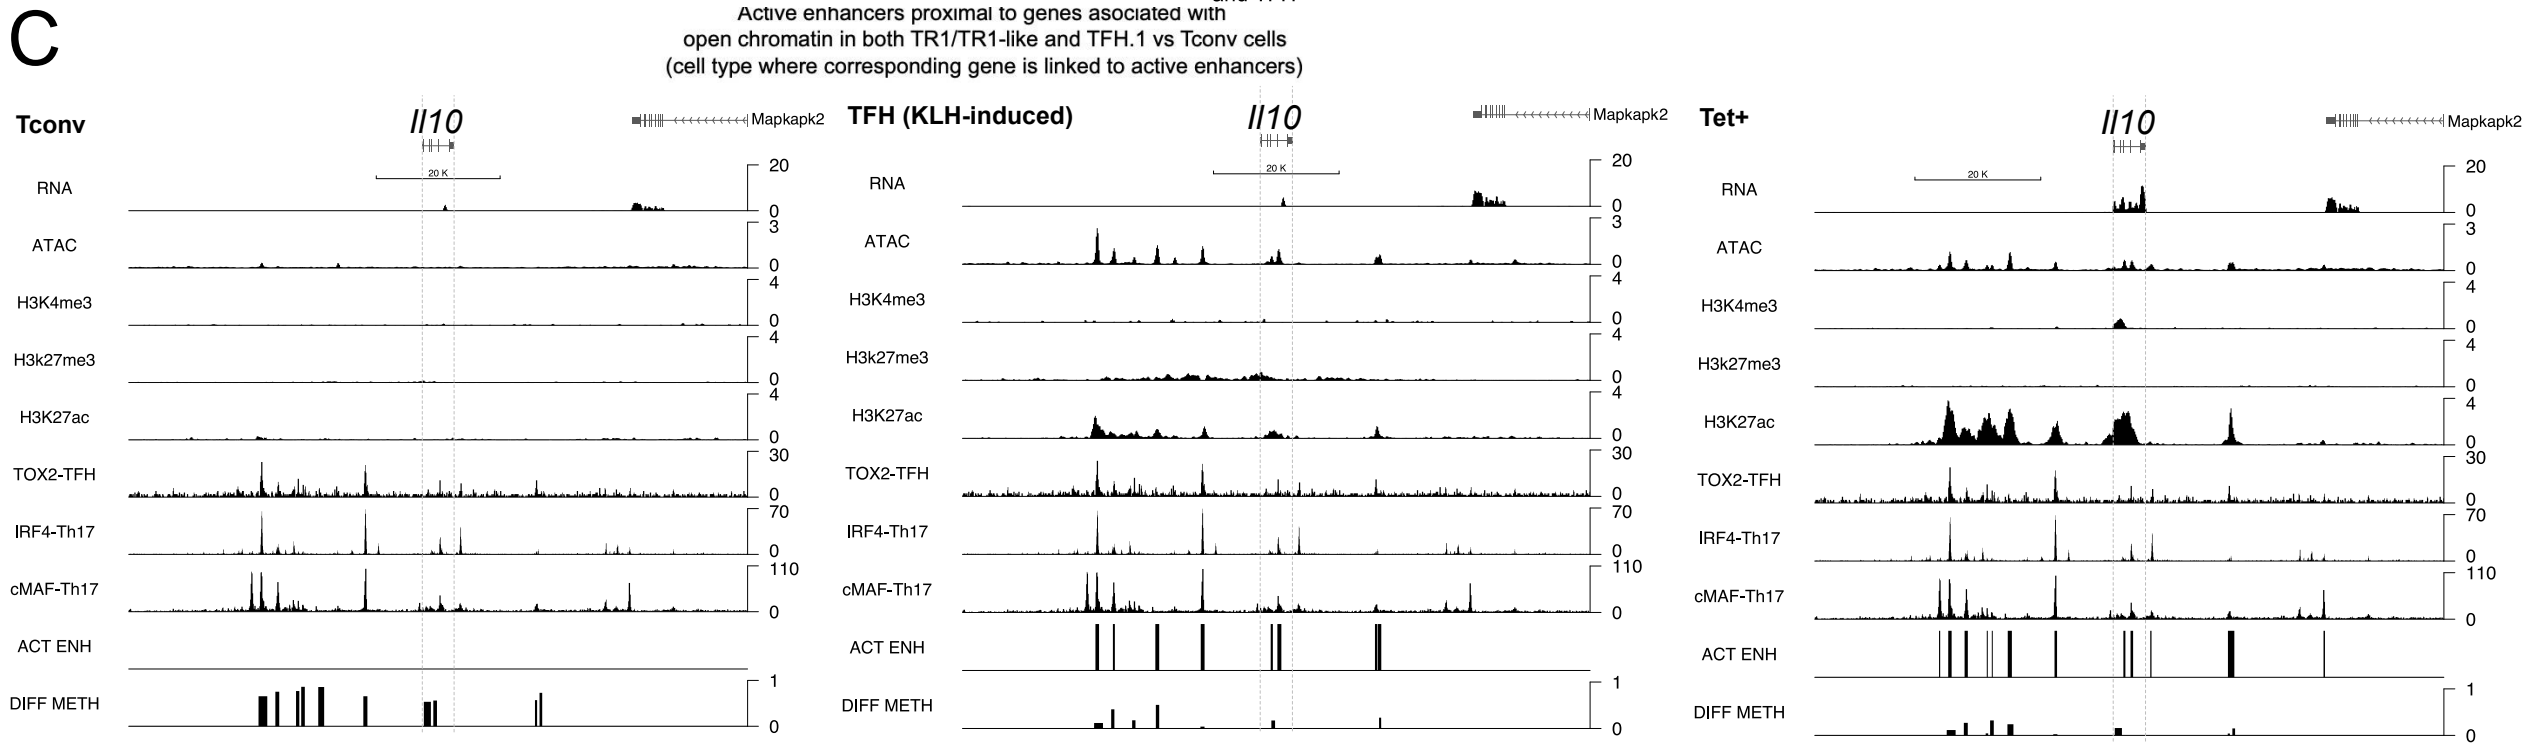 C
and TFH
Active enhancers proximal to genes asociated with
open chromatin in both TR1/TR1-like and TFH.1 vs Tconv cells
(cell type where corresponding gene is linked to active enhancers)
Tconv
Il10
Mapkapk2
20 K
RNA
20
0
ATAC
3
0
H3K4me3
4
0
H3k27me3
4
0
H3K27ac
4
0
TOX2-TFH
30
0
IRF4-Th17
70
0
cMAF-Th17
110
0
ACT ENH
DIFF METH
1
0
TFH (KLH-induced)
Il10
Mapkapk2
20 K
RNA
20
0
ATAC
3
0
H3K4me3
4
0
H3k27me3
4
0
H3K27ac
4
0
TOX2-TFH
30
0
IRF4-Th17
70
0
cMAF-Th17
110
0
ACT ENH
DIFF METH
1
0
Tet+
Il10
Mapkapk2
20 K
RNA
20
0
ATAC
3
0
H3K4me3
4
0
H3k27me3
4
0
H3K27ac
4
0
TOX2-TFH
30
0
IRF4-Th17
70
0
cMAF-Th17
110
0
ACT ENH
DIFF METH
1
0